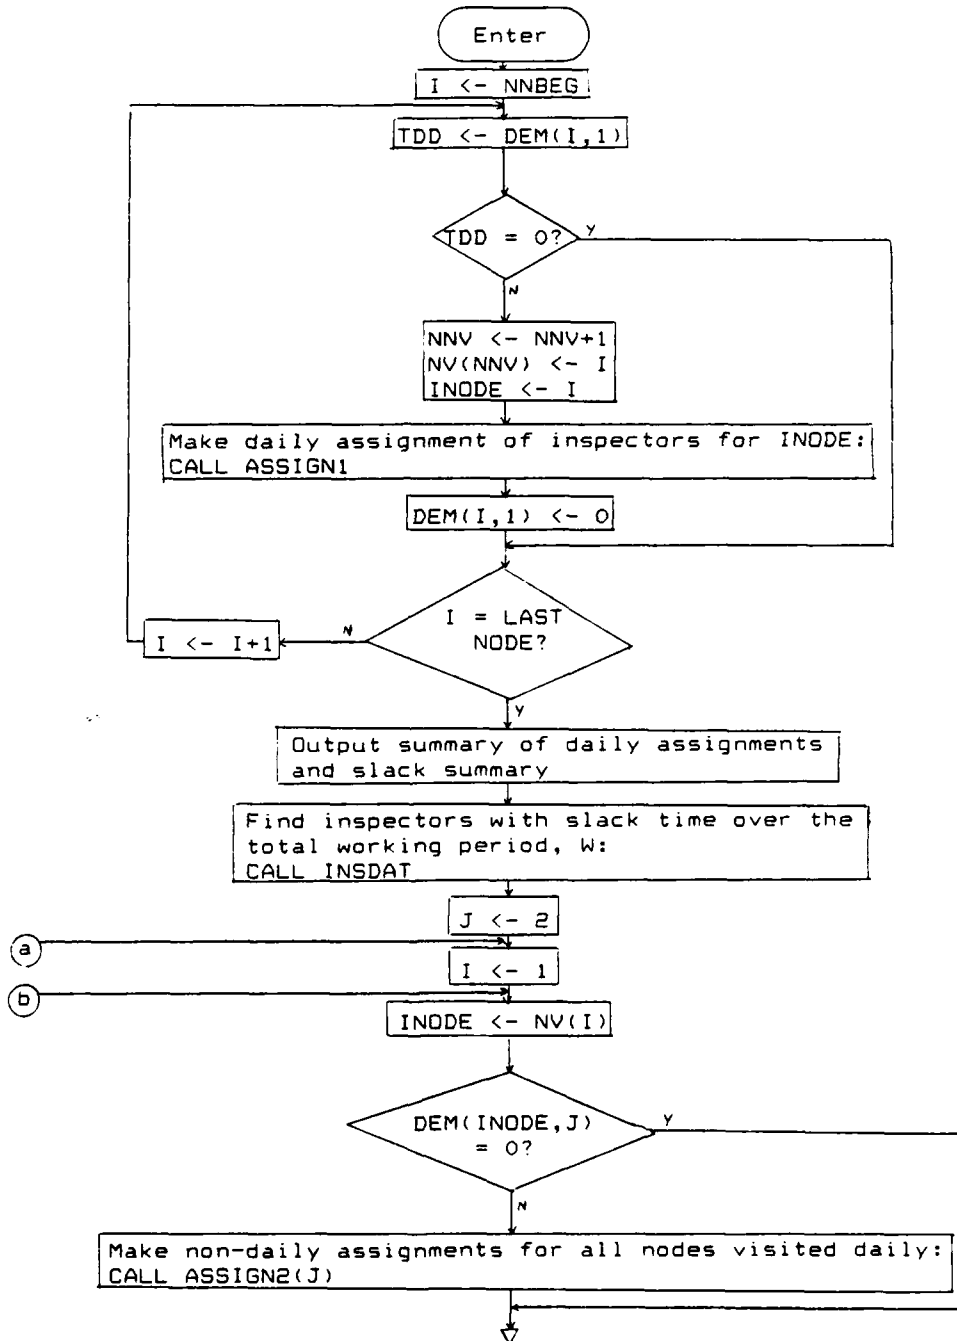 Enter
I <- NNBEG
TDD <- DEM(I,1)
TDD = 0?
Y
N
NNV <- NNV+1
NV(NNV) <- I
INODE <- I
Make daily assignment of inspectors for INODE:
CALL ASSIGN1
DEM(I,1) <- 0
I = LAST
NODE?
N
I <- I+1
Y
Output summary of daily assignments
and slack summary
Find inspectors with slack time over the
total working period, W:
CALL INSDAT
J <- 2
a
I <- 1
b
INODE <- NV(I)
DEM(INODE,J)
= 0?
Y
N
Make non-daily assignments for all nodes visited daily:
CALL ASSIGN2(J)